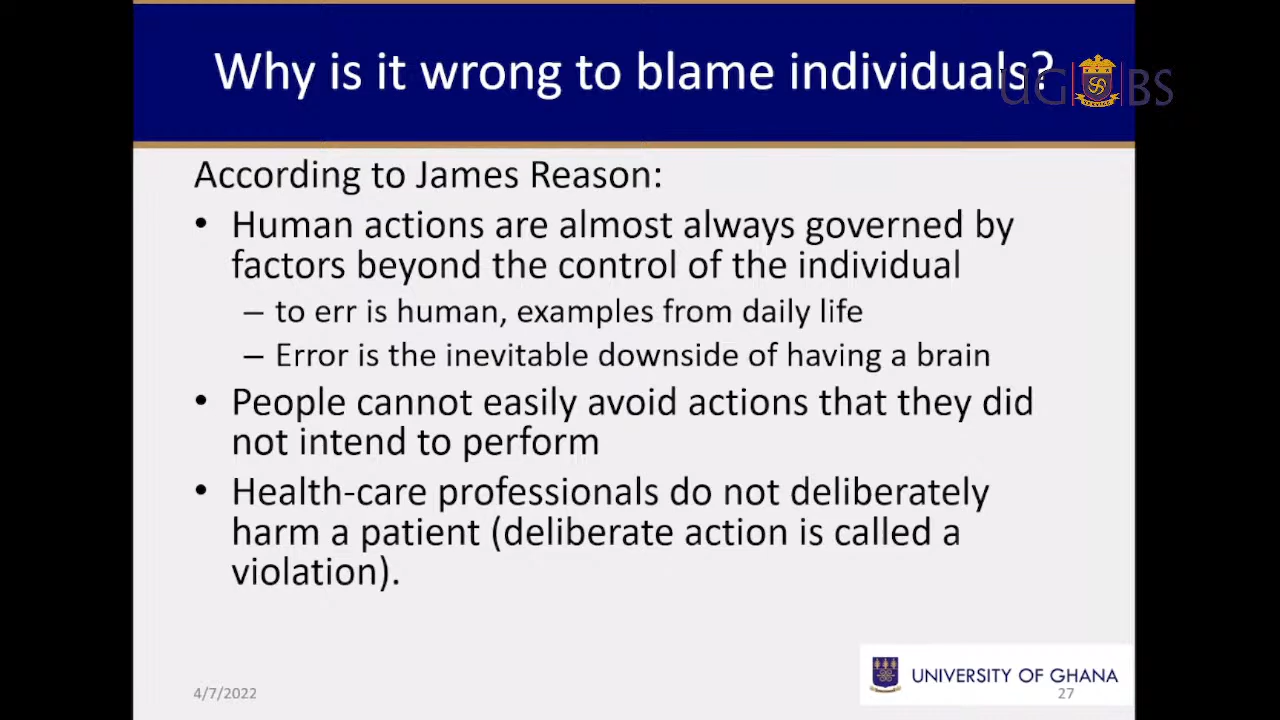 Why is it wrong to blame individuals?
UG BS
According to James Reason:
• Human actions are almost always governed by
factors beyond the control of the individual
– to err is human, examples from daily life
– Error is the inevitable downside of having a brain
• People cannot easily avoid actions that they did
not intend to perform
• Health-care professionals do not deliberately
harm a patient (deliberate action is called a
violation).
UNIVERSITY OF GHANA
4/7/2022
27